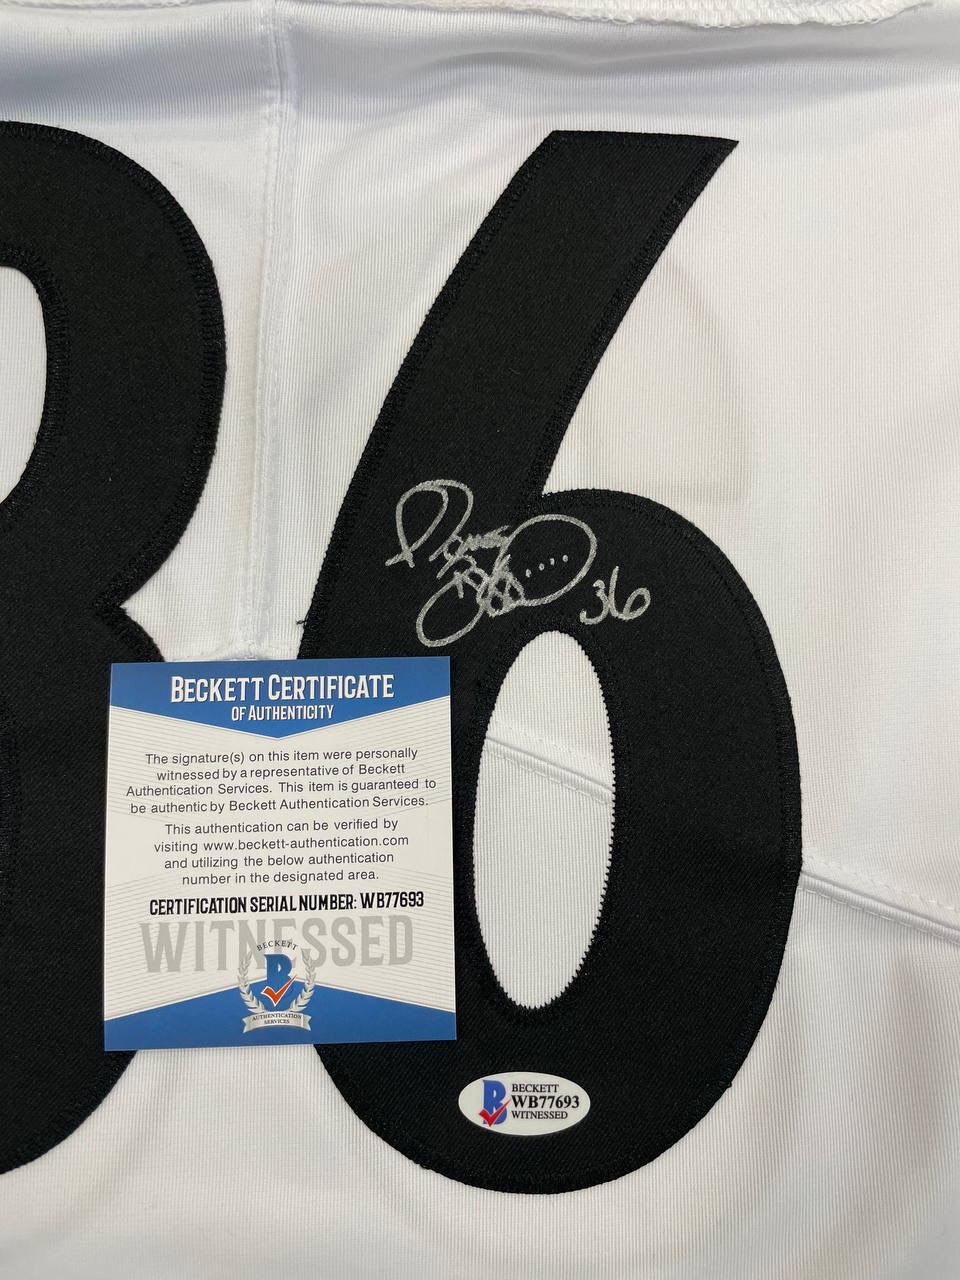 36
36
BECKETT CERTIFICATE
OF AUTHENTICITY
The signature(s) on this item were personally
witnessed by a representative of Beckett
Authentication Services. This item is guaranteed to
be authentic by Beckett Authentication Services.
This authentication can be verified by
visiting www.beckett-authentication.com
and utilizing the below authentication
number in the designated area.
CERTIFICATION SERIAL NUMBER: WB77693
WITNESSED
BECKETT
B
AUTHENTICATION
SERVICES
B
BECKETT
WB77693
WITNESSED